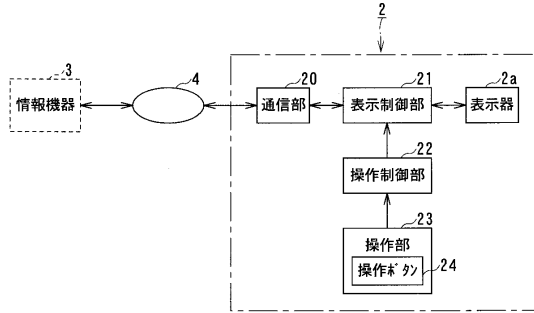 2
3
情報機器
4
20
通信部
21
表示制御部
2a
表示器
22
操作制御部
23
操作部
操作ボタン
24